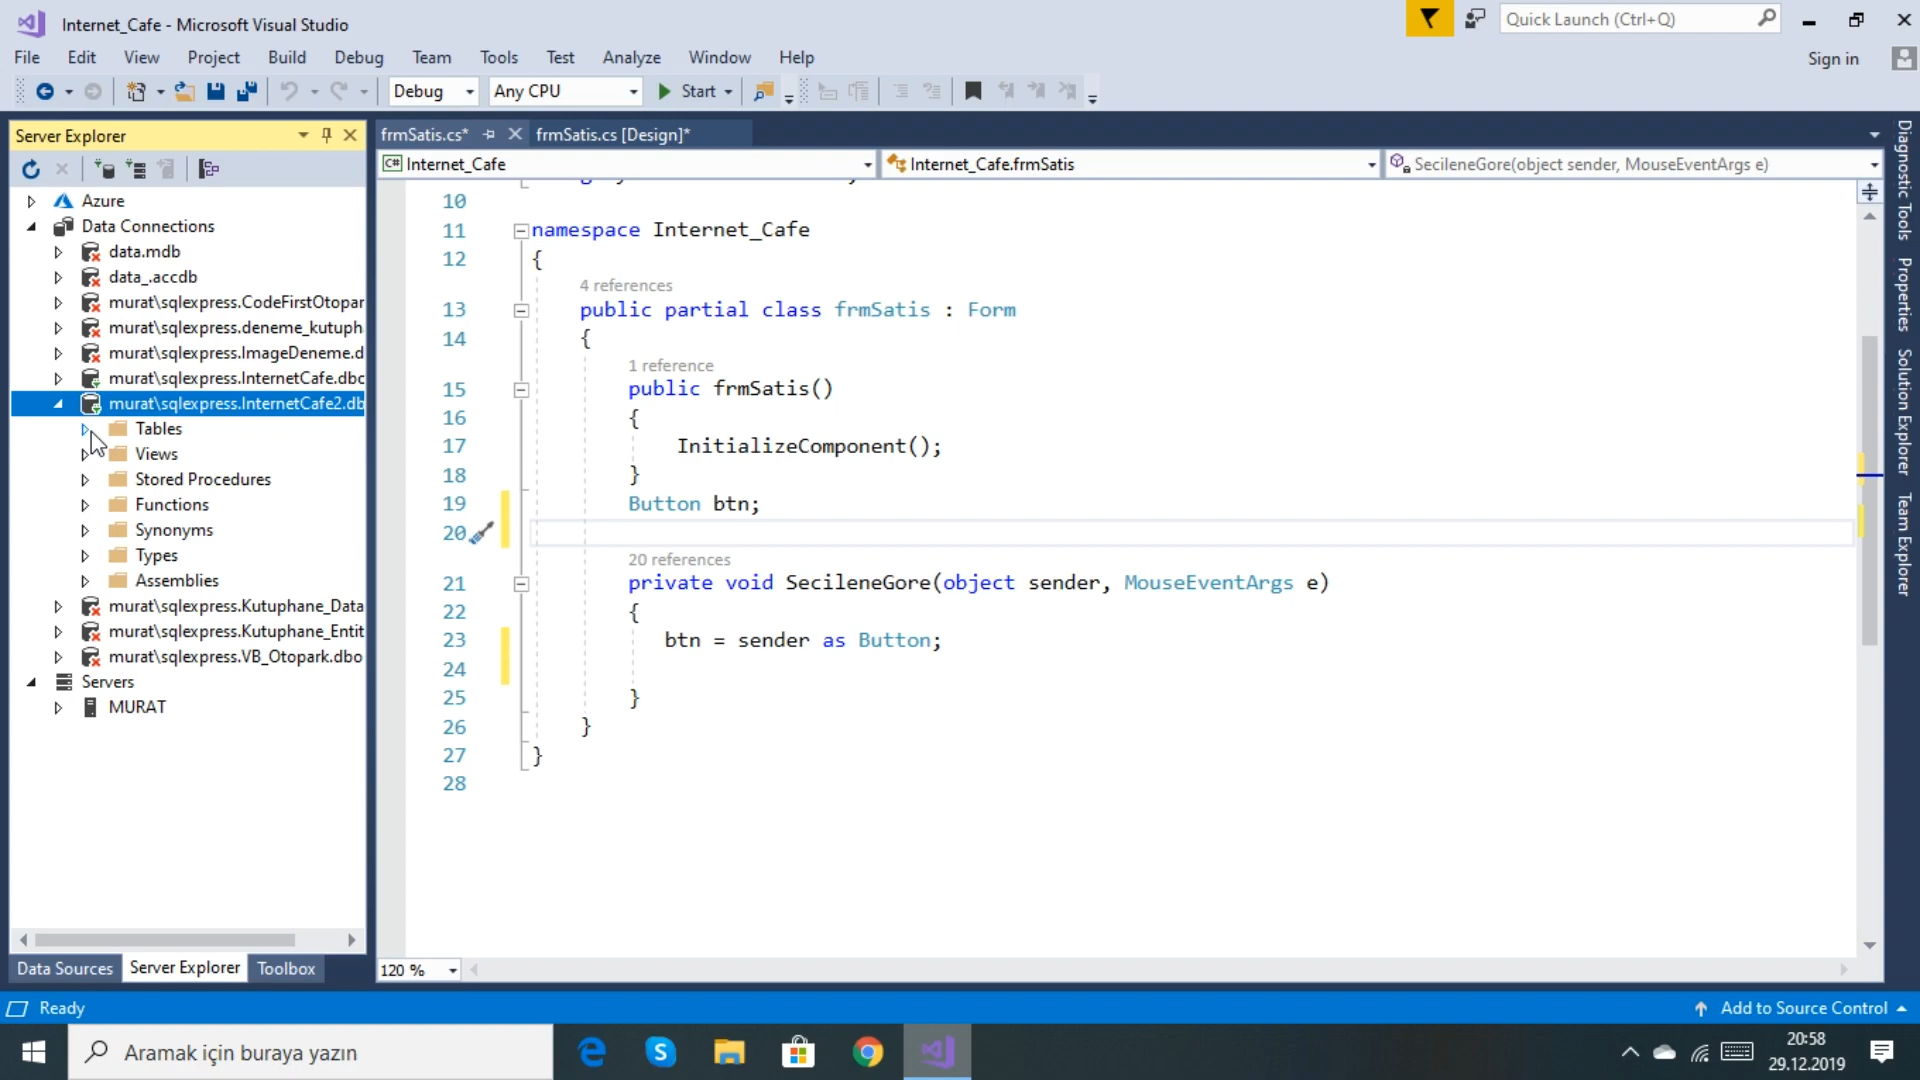 Internet_Cafe - Microsoft Visual Studio
Quick Launch (Ctrl+Q)
File Edit View Project Build Debug Team Tools Test Analyze Window Help
Sign in
Debug Any CPU Start
Server Explorer
frmSatis.cs* frmSatis.cs [Design]*
Internet_Cafe Internet_Cafe.frmSatis SecileneGore(object sender, MouseEventArgs e)
Azure
Data Connections
data.mdb
data_.accdb
murat\sqlexpress.CodeFirstOtopar
murat\sqlexpress.deneme_kutuph
murat\sqlexpress.ImageDeneme.d
murat\sqlexpress.InternetCafe.dbo
murat\sqlexpress.InternetCafe2.db
Tables
Views
Stored Procedures
Functions
Synonyms
Types
Assemblies
murat\sqlexpress.Kutuphane_Data
murat\sqlexpress.Kutuphane_Entit
murat\sqlexpress.VB_Otopark.dbo
Servers
MURAT
Data Sources Server Explorer Toolbox
10
11 namespace Internet_Cafe
12 {
4 references
13 public partial class frmSatis : Form
14 {
1 reference
15 public frmSatis()
16 {
17 InitializeComponent();
18 }
19 Button btn;
20
20 references
21 private void SecileneGore(object sender, MouseEventArgs e)
22 {
23 btn = sender as Button;
24
25 }
26 }
27 }
28
120 %
Diagnostic Tools
Properties
Solution Explorer
Team Explorer
Ready
Add to Source Control
Aramak için buraya yazın
20:58
29.12.2019